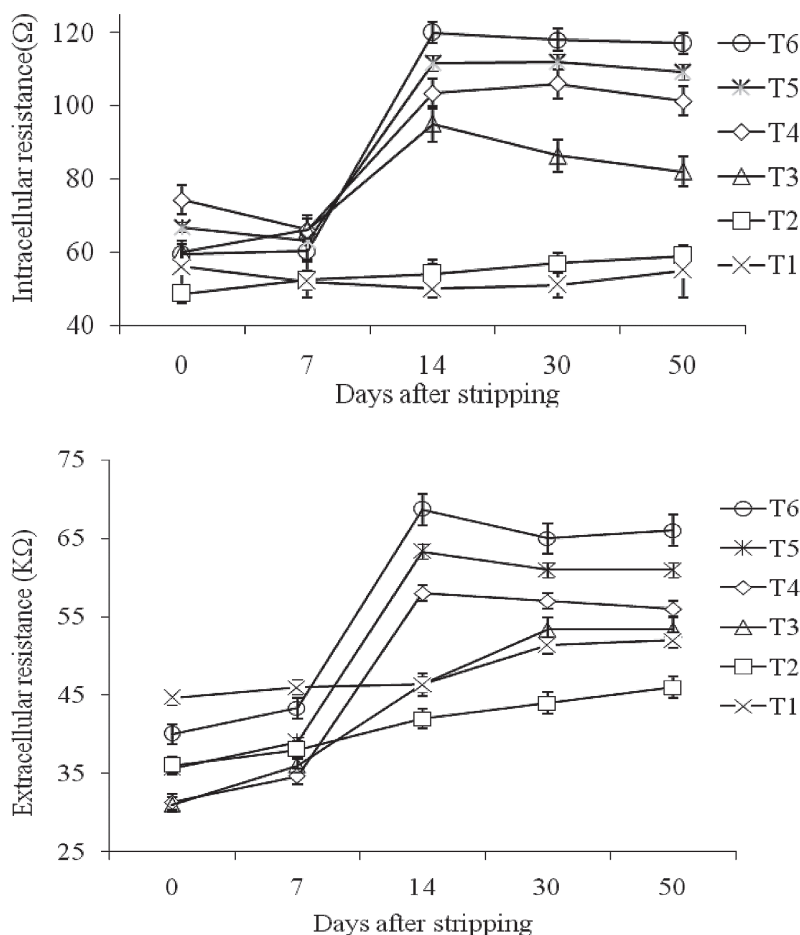 Intracellular resistance(Ω)
120
100
80
60
40
0 7 14 30 50
Days after stripping
T6
T5
T4
T3
T2
T1
Extracellular resistance (KΩ)
75
65
55
45
35
25
0 7 14 30 50
Days after stripping
T6
T5
T4
T3
T2
T1